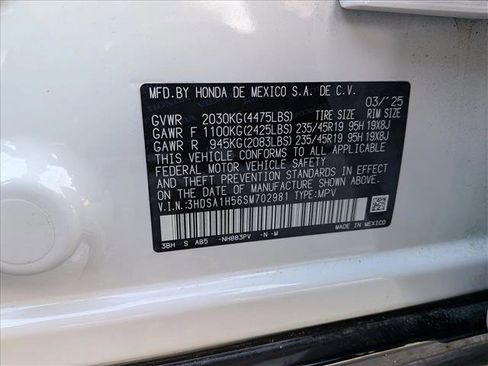 MFD.BY HONDA DE MEXICO S.A. DE C.V.
03/'25
GVWR 2030KG(4475LBS) TIRE SIZE RIM SIZE
GAWR F 1100KG(2425LBS) 235/45R19 95H 19X8J
GAWR R 945KG(2083LBS) 235/45R19 95H 19X8J
THIS VEHICLE CONFORMS TO ALL APPLICABLE
FEDERAL MOTOR VEHICLE SAFETY
AND THEFT PREVENTION STANDARDS IN EFFECT ON
THE DATE OF MANUFACTURE SHOWN ABOVE.
V.I.N.:3HDSA1H56SM702981 TYPE:MPV
3BH S AB5 -NH883PV -N -M
MADE IN MEXICO